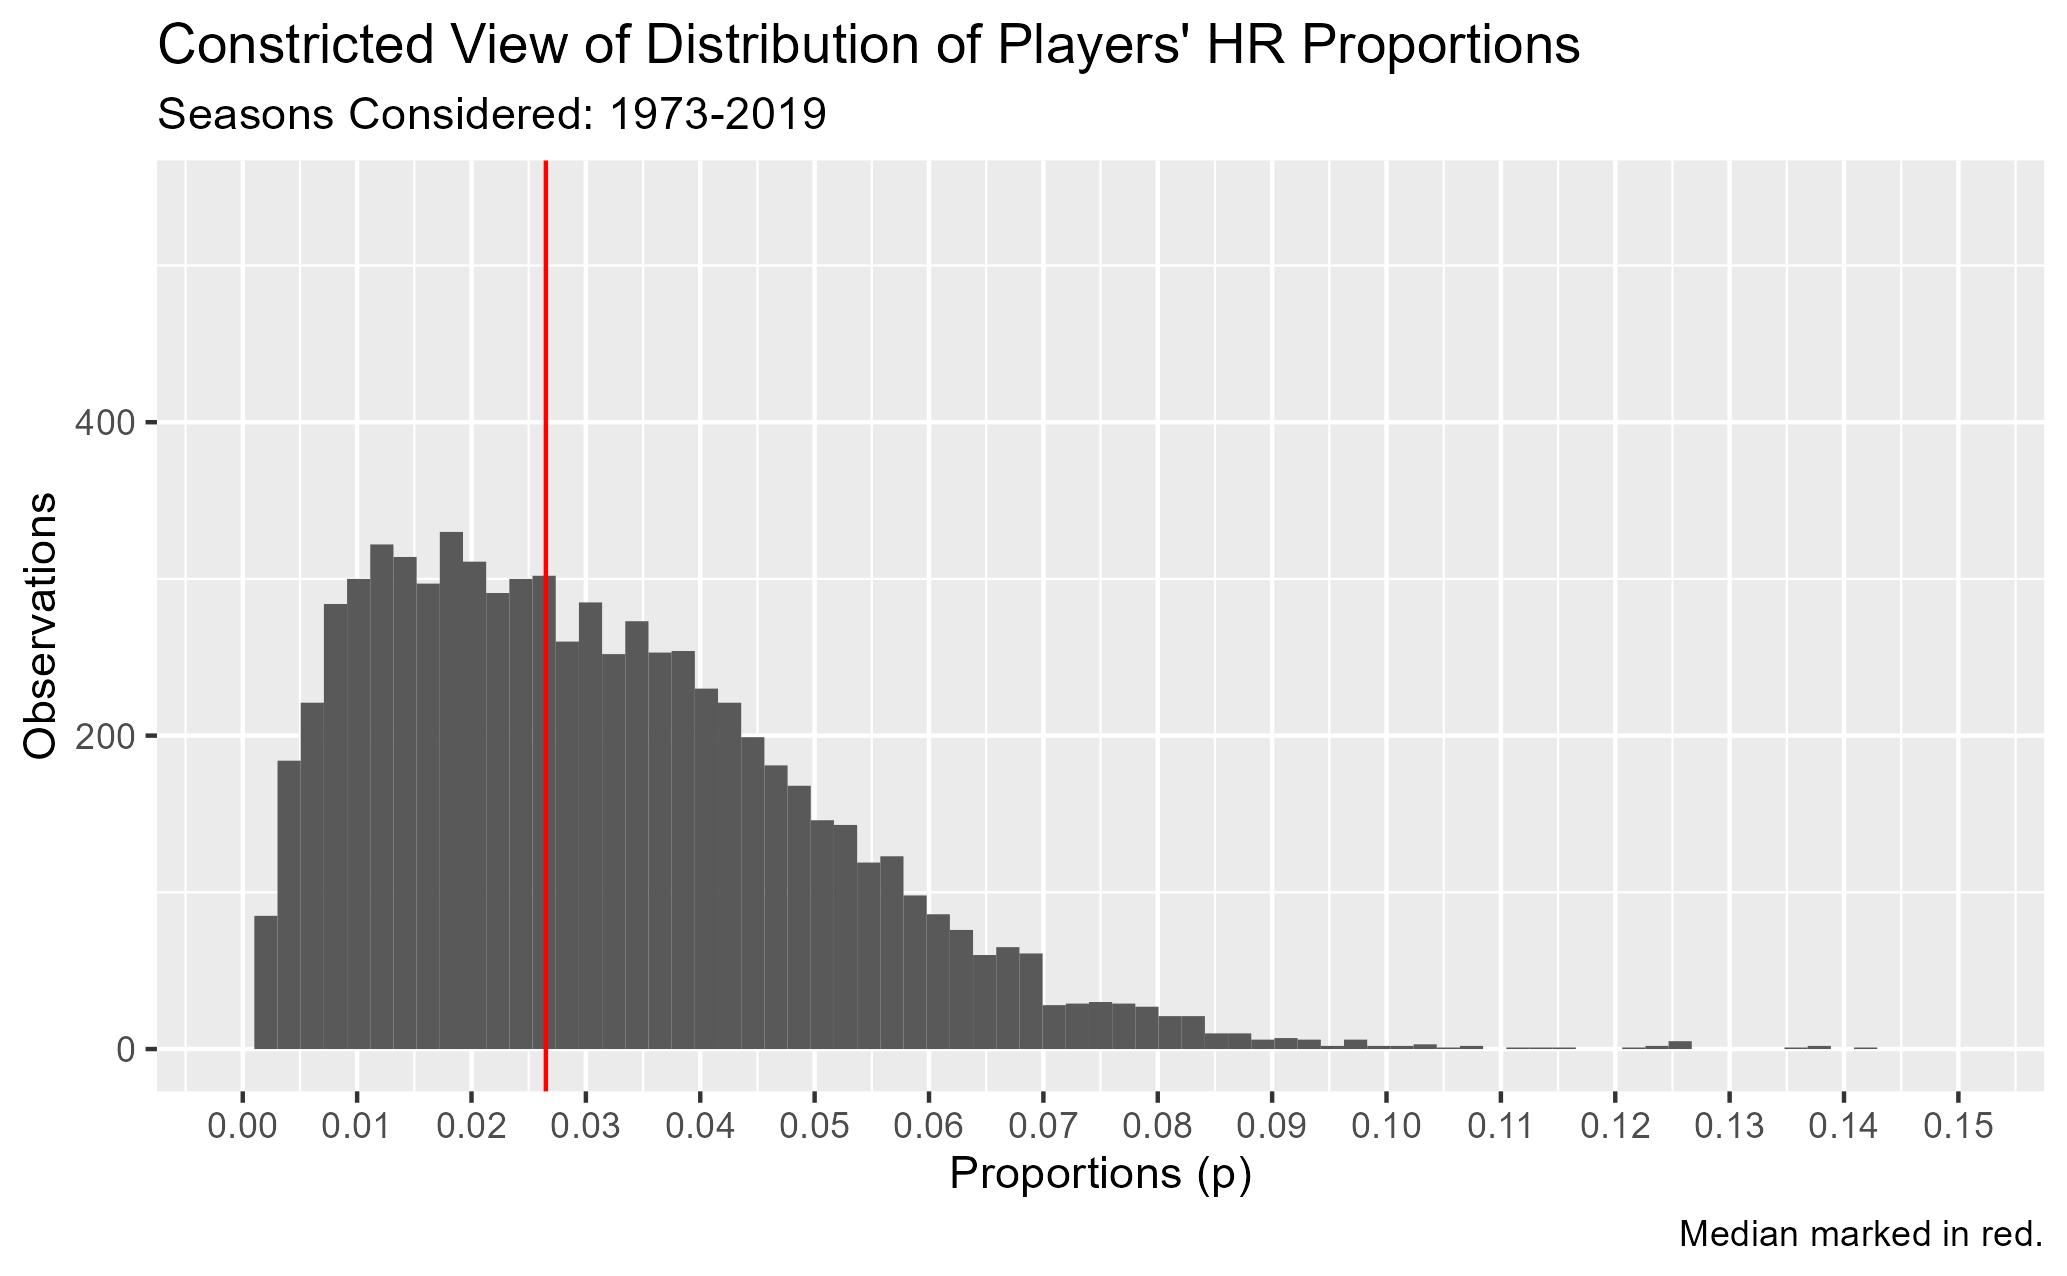 Constricted View of Distribution of Players' HR Proportions
Seasons Considered: 1973-2019
Observations
400
200
0
0.00 0.01 0.02 0.03 0.04 0.05 0.06 0.07 0.08 0.09 0.10 0.11 0.12 0.13 0.14 0.15
Proportions (p)
Median marked in red.